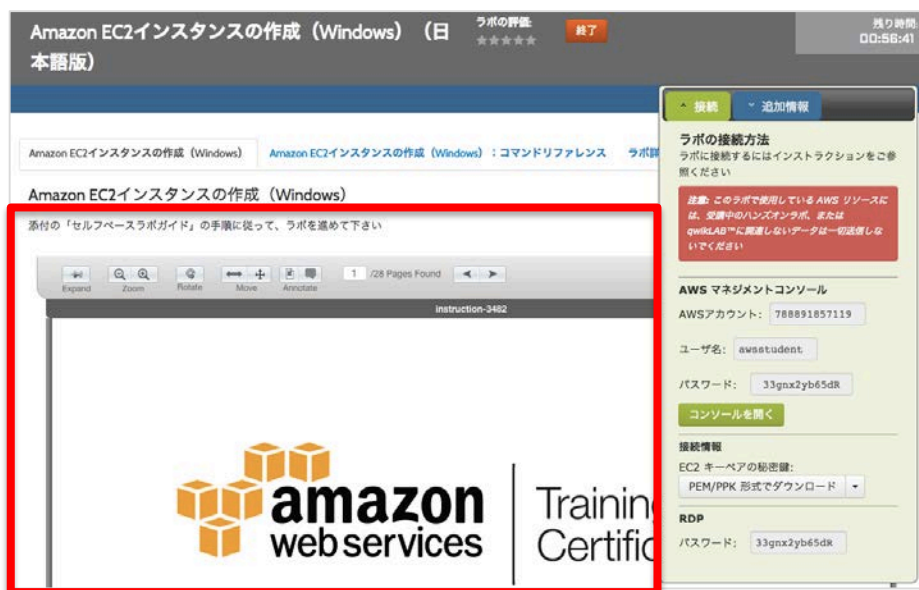 Amazon EC2インスタンスの作成（Windows）（日
本語版）
ラボの評価:
終了
残り時間
00:56:41
接続
追加情報
Amazon EC2インスタンスの作成（Windows）
Amazon EC2インスタンスの作成（Windows）：コマンドリファレンス
ラボ詳
Amazon EC2インスタンスの作成（Windows）
添付の「セルフペースラボガイド」の手順に従って、ラボを進めて下さい
Expand
Zoom
Rotate
Move
Annotate
1 /28 Pages Found
instruction-3482
amazon
web services
Training
Certific
ラボの接続方法
ラボに接続するにはインストラクションをご参
照ください
注意: このラボで使用している AWS リソースに
は、受講中のハンズオンラボ、または
qwikLAB™に関連しないデータは一切送信しな
いでください
AWS マネジメントコンソール
AWSアカウント: 788891857119
ユーザ名: awsstudent
パスワード: 33gnx2yb65dR
コンソールを開く
接続情報
EC2 キーペアの秘密鍵:
PEM/PPK 形式でダウンロード
RDP
パスワード: 33gnx2yb65dR